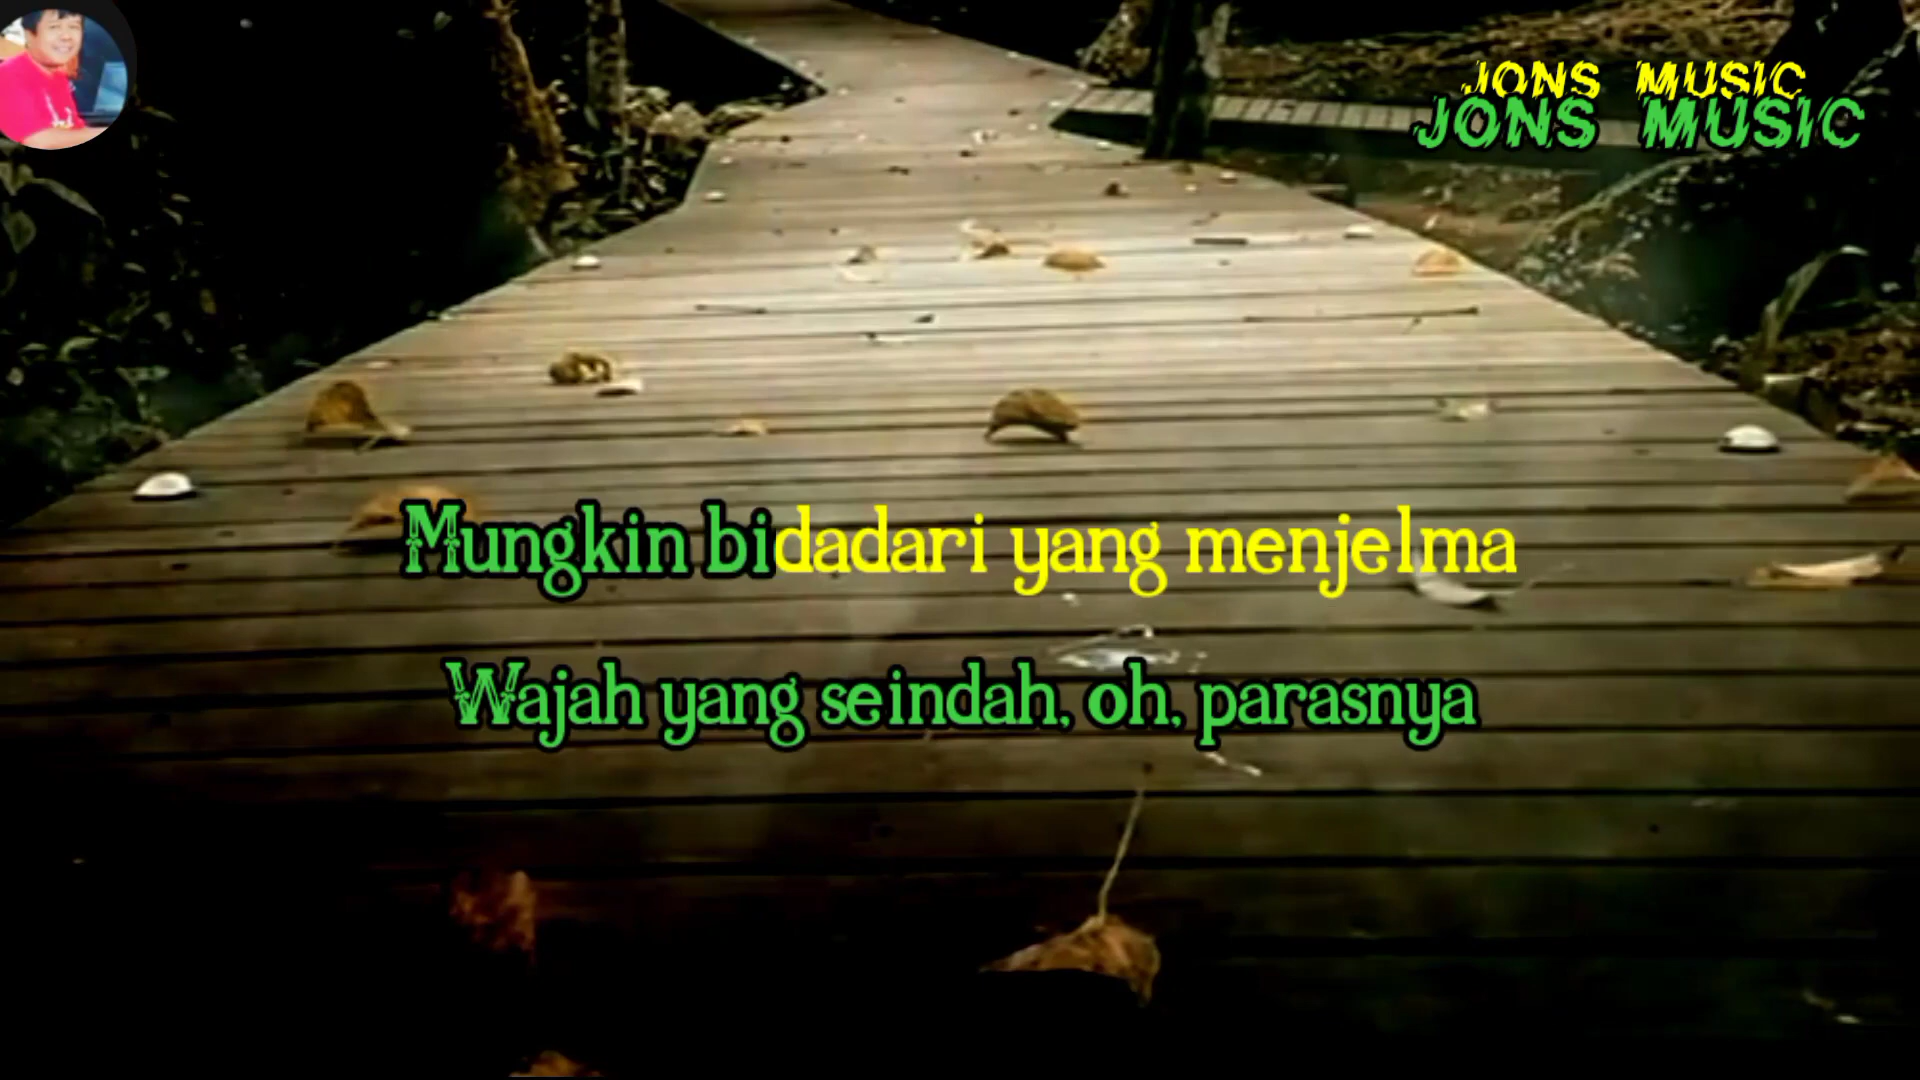 JONS MUSIC
JONS MUSIC
Mungkin bidadari yang menjelma
Wajah yang seindah, oh, parasnya